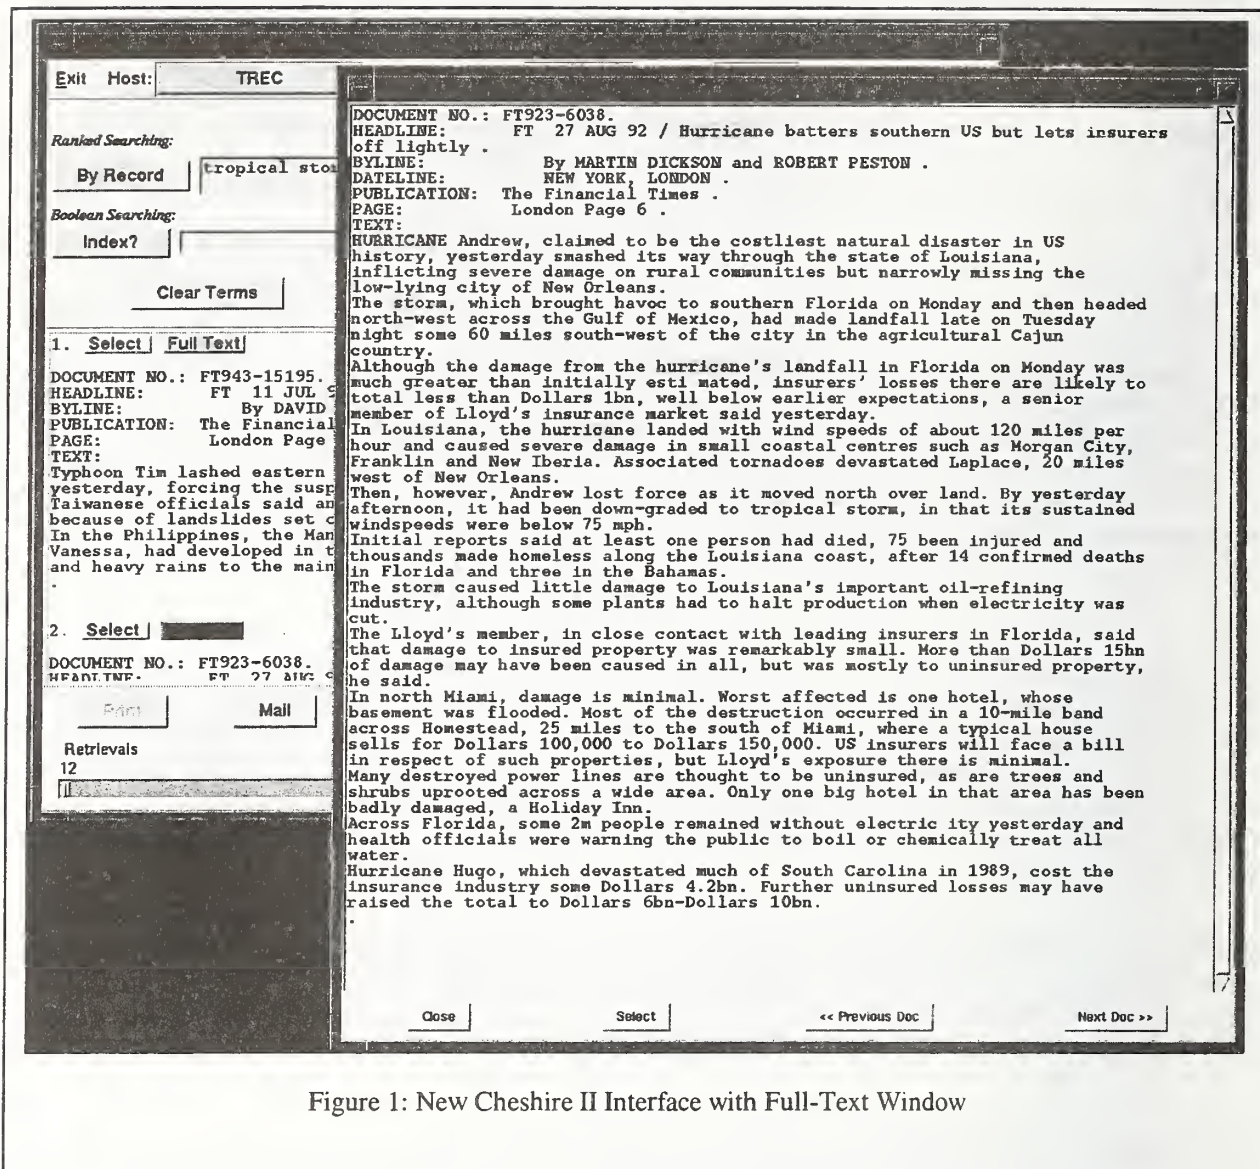 Exit Host: TREC
Ranked Searching:
By Record tropical sto
Boolean Searching:
Index?
Clear Terms
1. Select Full Text
DOCUMENT NO.: FT943-15195.
HEADLINE: FT 11 JUL
BYLINE: By DAVID
PUBLICATION: The Financial
PAGE: London Page
TEXT:
Typhoon Tim lashed eastern
yesterday, forcing the susp
Taiwanese officials said an
because of landslides set
In the Philippines, the Man
Vanessa, had developed in t
and heavy rains to the main
.
2. Select
DOCUMENT NO.: FT923-6038.
HEADLINE: FT 27 AUG
Print Mail
Retrievals
12
DOCUMENT NO.: FT923-6038.
HEADLINE: FT 27 AUG 92 / Hurricane batters southern US but lets insurers
off lightly .
BYLINE: By MARTIN DICKSON and ROBERT PESTON .
DATELINE: NEW YORK, LONDON .
PUBLICATION: The Financial Times .
PAGE: London Page 6 .
TEXT:
HURRICANE Andrew, claimed to be the costliest natural disaster in US
history, yesterday smashed its way through the state of Louisiana,
inflicting severe damage on rural communities but narrowly missing the
low-lying city of New Orleans.
The storm, which brought havoc to southern Florida on Monday and then headed
north-west across the Gulf of Mexico, had made landfall late on Tuesday
night some 60 miles south-west of the city in the agricultural Cajun
country.
Although the damage from the hurricane's landfall in Florida on Monday was
much greater than initially esti mated, insurers' losses there are likely to
total less than Dollars 1bn, well below earlier expectations, a senior
member of Lloyd's insurance market said yesterday.
In Louisiana, the hurricane landed with wind speeds of about 120 miles per
hour and caused severe damage in small coastal centres such as Morgan City,
Franklin and New Iberia. Associated tornadoes devastated Laplace, 20 miles
west of New Orleans.
Then, however, Andrew lost force as it moved north over land. By yesterday
afternoon, it had been down-graded to tropical storm, in that its sustained
windspeeds were below 75 mph.
Initial reports said at least one person had died, 75 been injured and
thousands made homeless along the Louisiana coast, after 14 confirmed deaths
in Florida and three in the Bahamas.
The storm caused little damage to Louisiana's important oil-refining
industry, although some plants had to halt production when electricity was
cut.
The Lloyd's member, in close contact with leading insurers in Florida, said
that damage to insured property was remarkably small. More than Dollars 15bn
of damage may have been caused in all, but was mostly to uninsured property,
he said.
In north Miami, damage is minimal. Worst affected is one hotel, whose
basement was flooded. Most of the destruction occurred in a 10-mile band
across Homestead, 25 miles to the south of Miami, where a typical house
sells for Dollars 100,000 to Dollars 150,000. US insurers will face a bill
in respect of such properties, but Lloyd's exposure there is minimal.
Many destroyed power lines are thought to be uninsured, as are trees and
shrubs uprooted across a wide area. Only one big hotel in that area has been
badly damaged, a Holiday Inn.
Across Florida, some 2m people remained without electric ity yesterday and
health officials were warning the public to boil or chemically treat all
water.
Hurricane Hugo, which devastated much of South Carolina in 1989, cost the
insurance industry some Dollars 4.2bn. Further uninsured losses may have
raised the total to Dollars 6bn-Dollars 10bn.
.
Close Select << Previous Doc Next Doc >>
Figure 1: New Cheshire II Interface with Full-Text Window